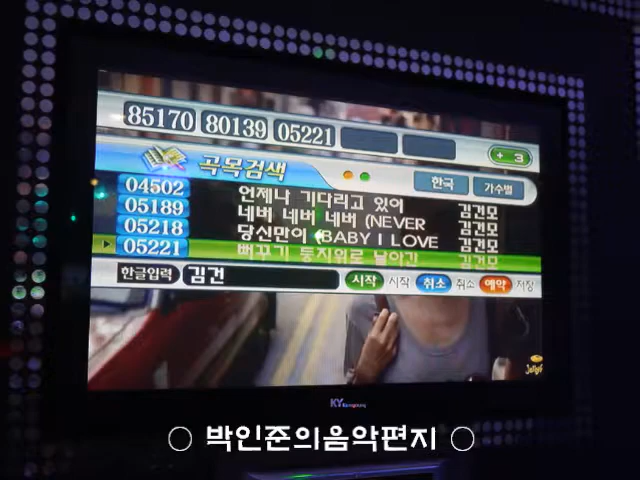 85170 80139 05221
+ 3
곡목검색 한국 가수별
04502 언제나 기다리고 있어 김건모
05189 네버 네버 네버 (NEVER 김건모
05218 당신만이 (BABY I LOVE 김건모
05221 뻐꾸기 둥지위로 날아간 김건모
한글입력 김건 시작 시작 취소 취소 예약 저장
KY
○ 박인준의음악편지 ○